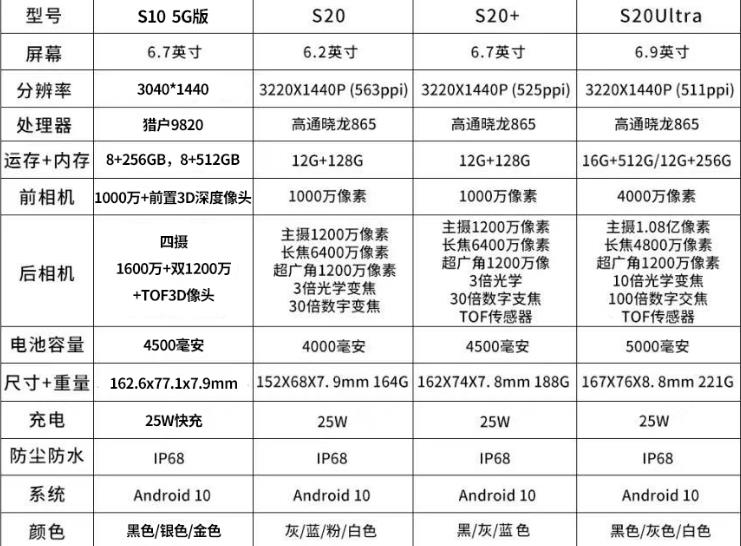 型号 S10 5G版 S20 S20+ S20Ultra
屏幕 6.7英寸 6.2英寸 6.7英寸 6.9英寸
分辨率 3040*1440 3220X1440P (563ppi) 3220X1440P (525ppi) 3220X1440P (511ppi)
处理器 猎户9820 高通晓龙865 高通晓龙865 高通晓龙865
运存+内存 8+256GB，8+512GB 12G+128G 12G+128G 16G+512G/12G+256G
前相机 1000万+前置3D深度像头 1000万像素 1000万像素 4000万像素
后相机
四摄
1600万+双1200万
+TOF3D像头
主摄1200万像素
长焦6400万像素
超广角1200万像素
3倍光学变焦
30倍数宇变焦
主摄1200万像素
长焦6400万像素
超广角1200万像
3倍光学
30倍数字支焦
TOF传感器
主摄1.08亿像素
长焦4800万像素
超广角1200万像素
10倍光学变焦
100倍数字交焦
TOF传感器
电池容量 4500毫安 4000毫安 4500毫安 5000毫安
尺寸+重量 162.6x77.1x7.9mm 152X68X7.9mm 164G 162X74X7.8mm 188G 167X76X8.8mm 221G
充电 25W快充 25W 25W 25W
防尘防水 IP68 IP68 IP68 IP68
系统 Android 10 Android 10 Android 10 Android 10
颜色 黑色/银色/金色 灰/蓝/粉/白色 黑/灰/蓝色 黑色/灰色/白色